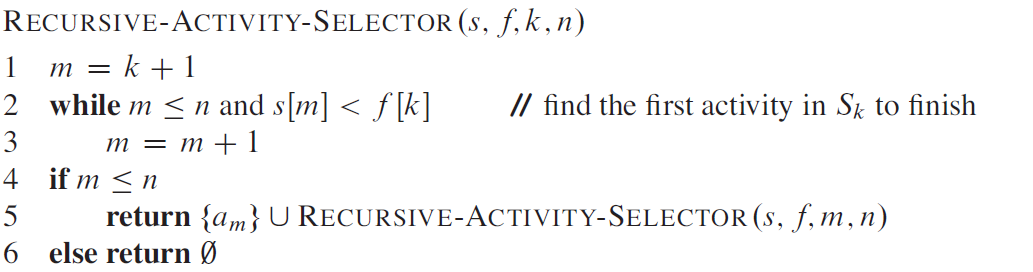 RECURSIVE-ACTIVITY-SELECTOR(s, f, k, n)
1 m = k + 1
2 while m ≤ n and s[m] < f[k] // find the first activity in Sₖ to finish
3 m = m + 1
4 if m ≤ n
5 return {aₘ} ∪ RECURSIVE-ACTIVITY-SELECTOR(s, f, m, n)
6 else return ∅